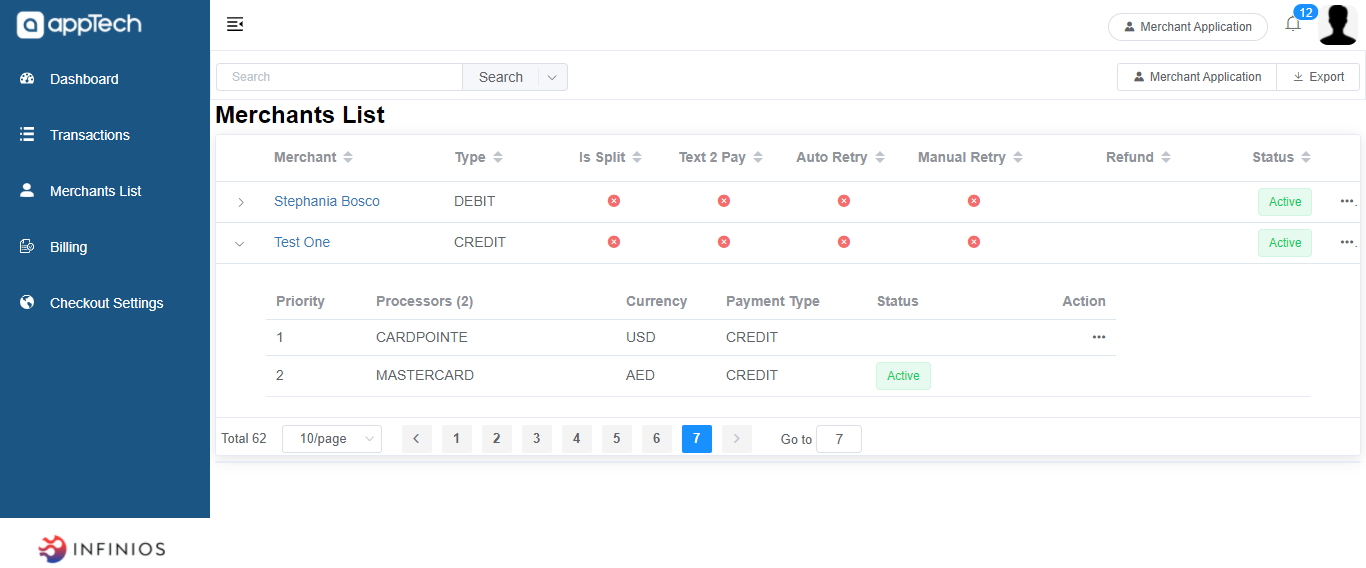 appTech
Merchant Application
12
Dashboard
Transactions
Merchants List
Billing
Checkout Settings
Search Search
Merchant Application Export
Merchants List
Merchant Type Is Split Text 2 Pay Auto Retry Manual Retry Refund Status
Stephania Bosco DEBIT Active ...
Test One CREDIT Active ...
Priority Processors (2) Currency Payment Type Status Action
1 CARDPOINTE USD CREDIT ...
2 MASTERCARD AED CREDIT Active
Total 62 10/page 1 2 3 4 5 6 7 Go to 7
INFINIOS